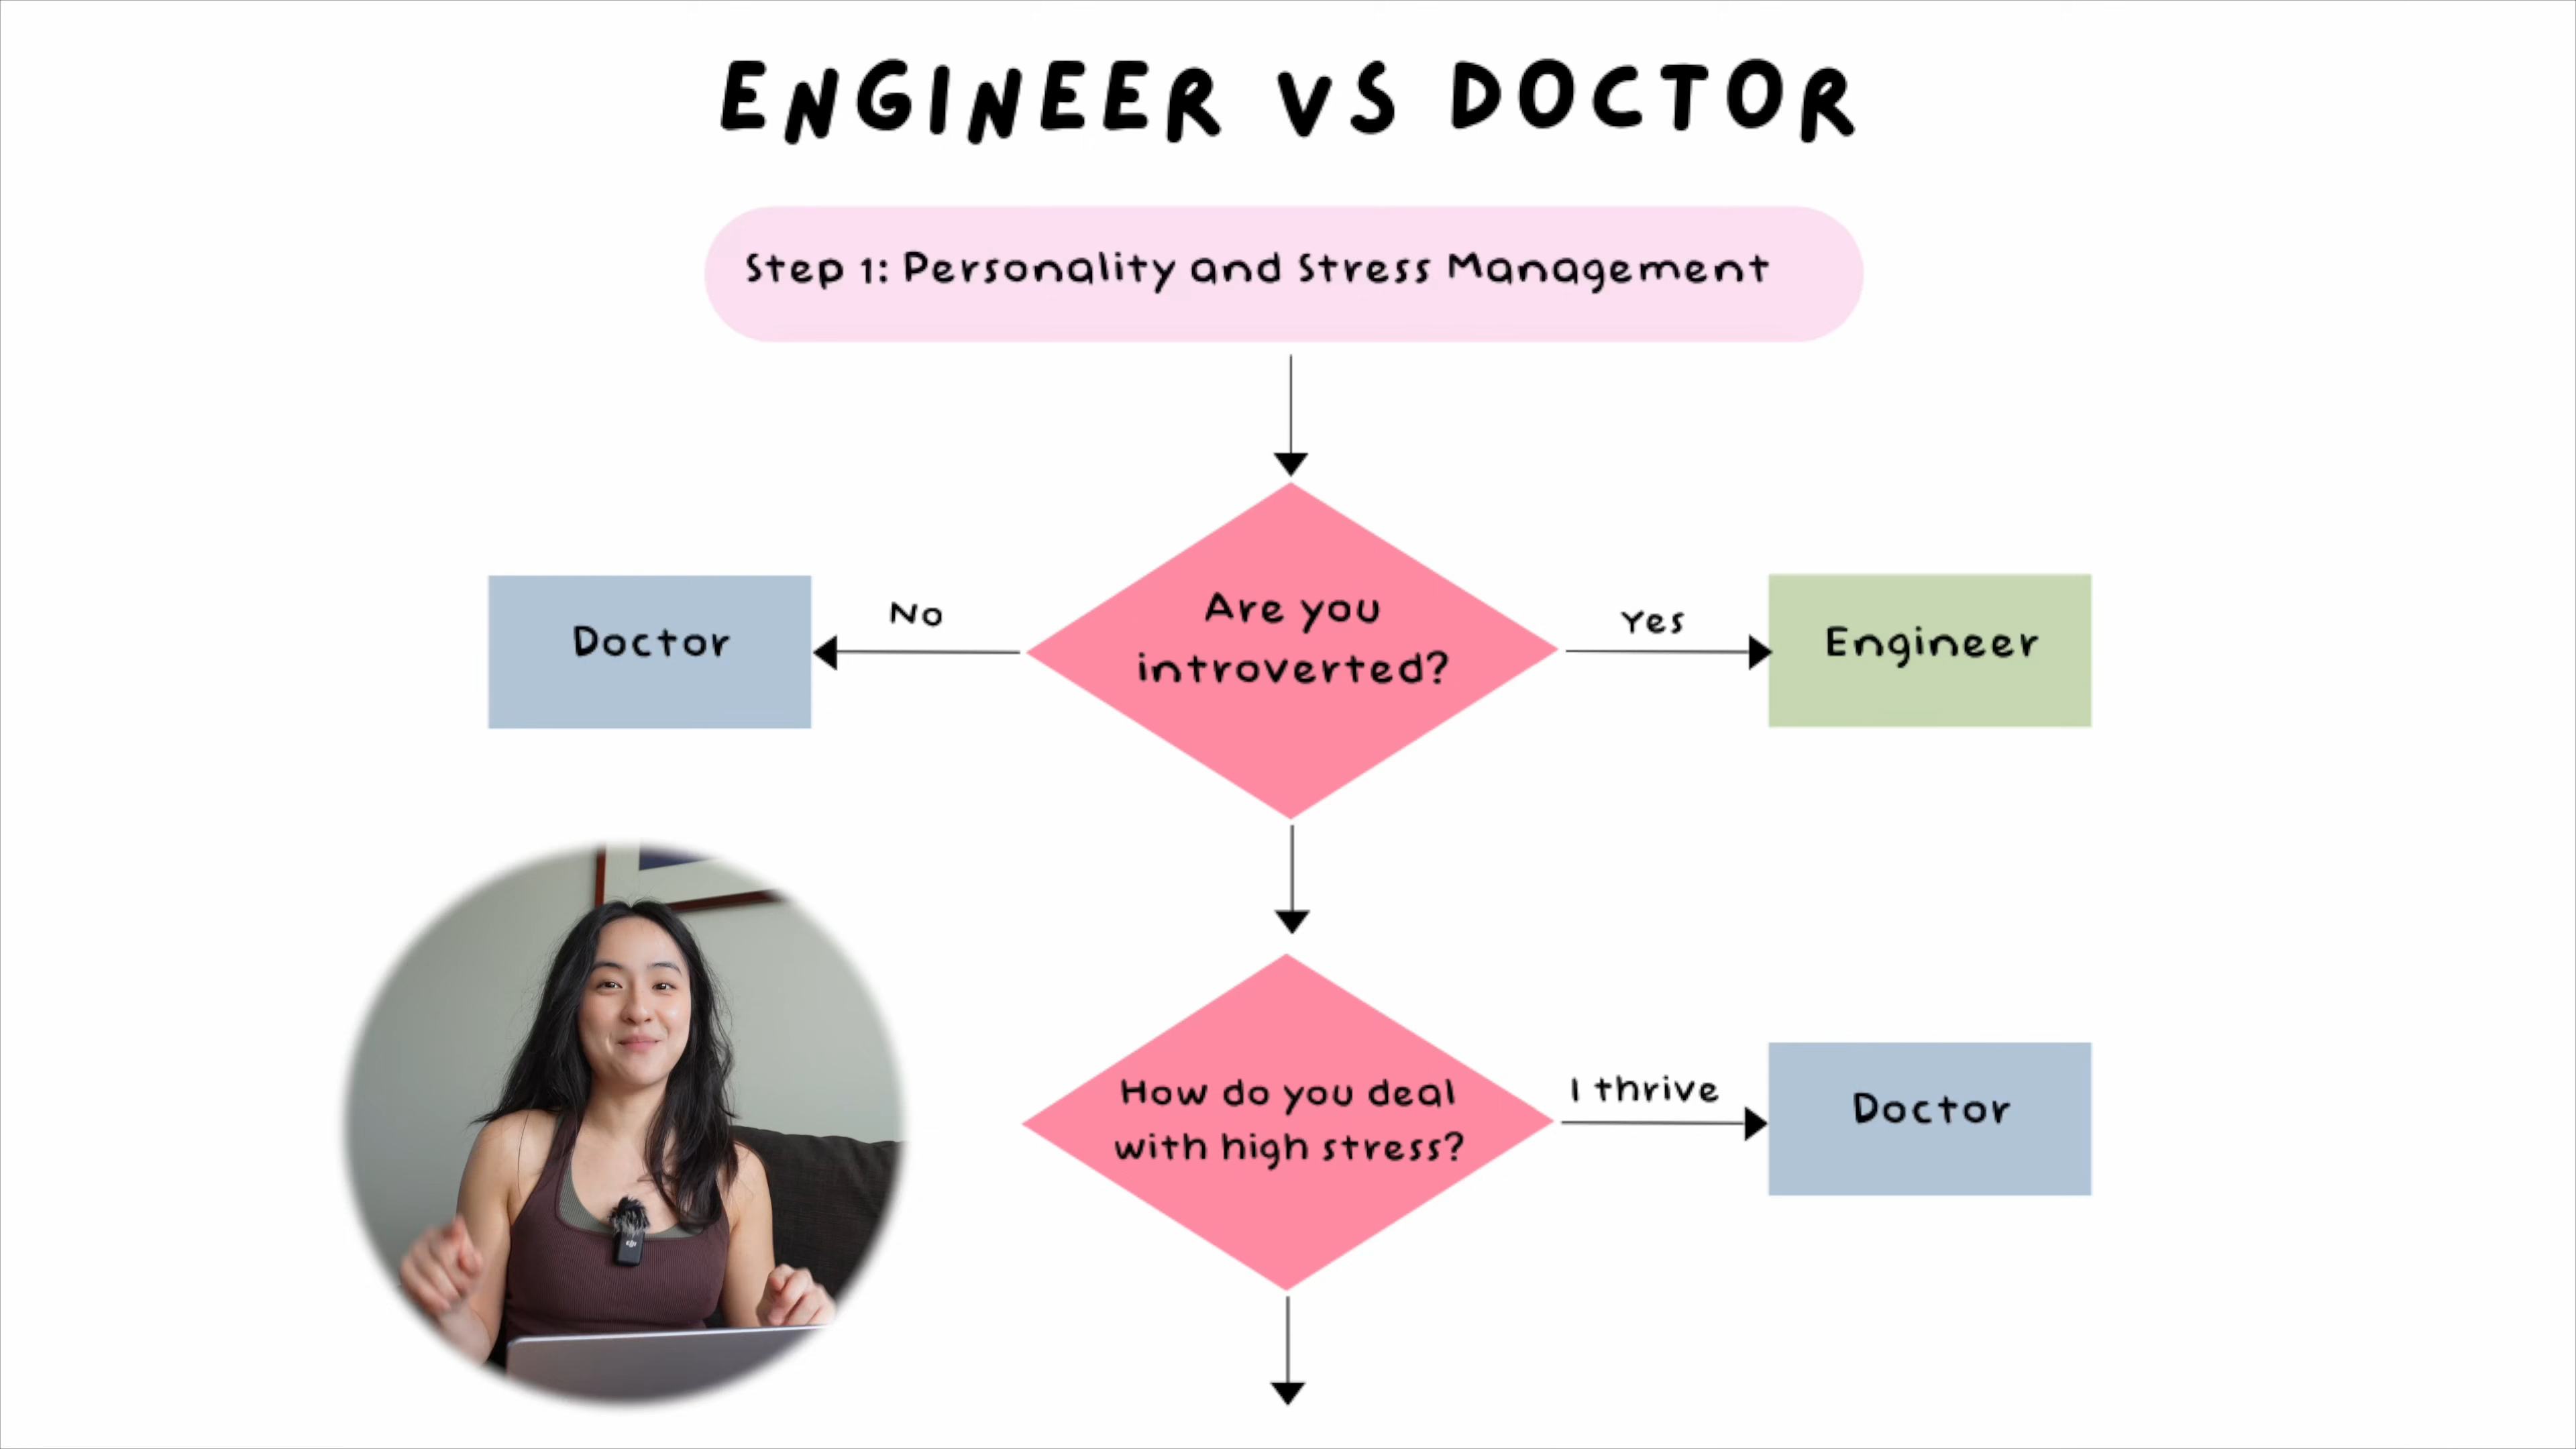 ENGINEER VS DOCTOR
Step 1: Personality and Stress Management
Are you
introverted?
No
Doctor
Yes
Engineer
How do you deal
with high stress?
I thrive
Doctor
dji